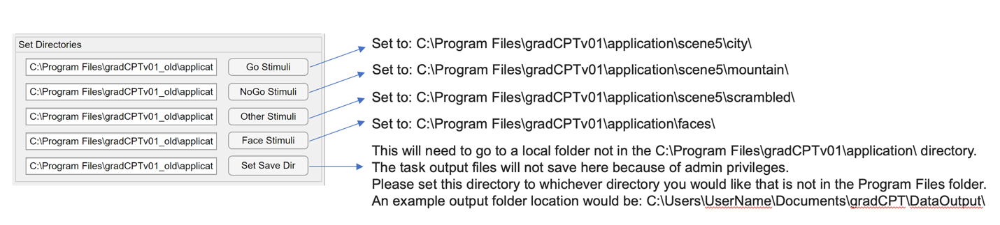 Set Directories
C:\Program Files\gradCPTv01_old\applicat
Go Stimuli
Set to: C:\Program Files\gradCPTv01\application\scene5\city\
C:\Program Files\gradCPTv01_old\applicat
NoGo Stimuli
Set to: C:\Program Files\gradCPTv01\application\scene5\mountain\
C:\Program Files\gradCPTv01_old\applicat
Other Stimuli
Set to: C:\Program Files\gradCPTv01\application\scene5\scrambled\
C:\Program Files\gradCPTv01_old\applicat
Face Stimuli
Set to: C:\Program Files\gradCPTv01\application\faces\
C:\Program Files\gradCPTv01_old\applicat
Set Save Dir
This will need to go to a local folder not in the C:\Program Files\gradCPTv01\application\ directory.
The task output files will not save here because of admin privileges.
Please set this directory to whichever directory you would like that is not in the Program Files folder.
An example output folder location would be: C:\Users\UserName\Documents\gradCPT\DataOutput\